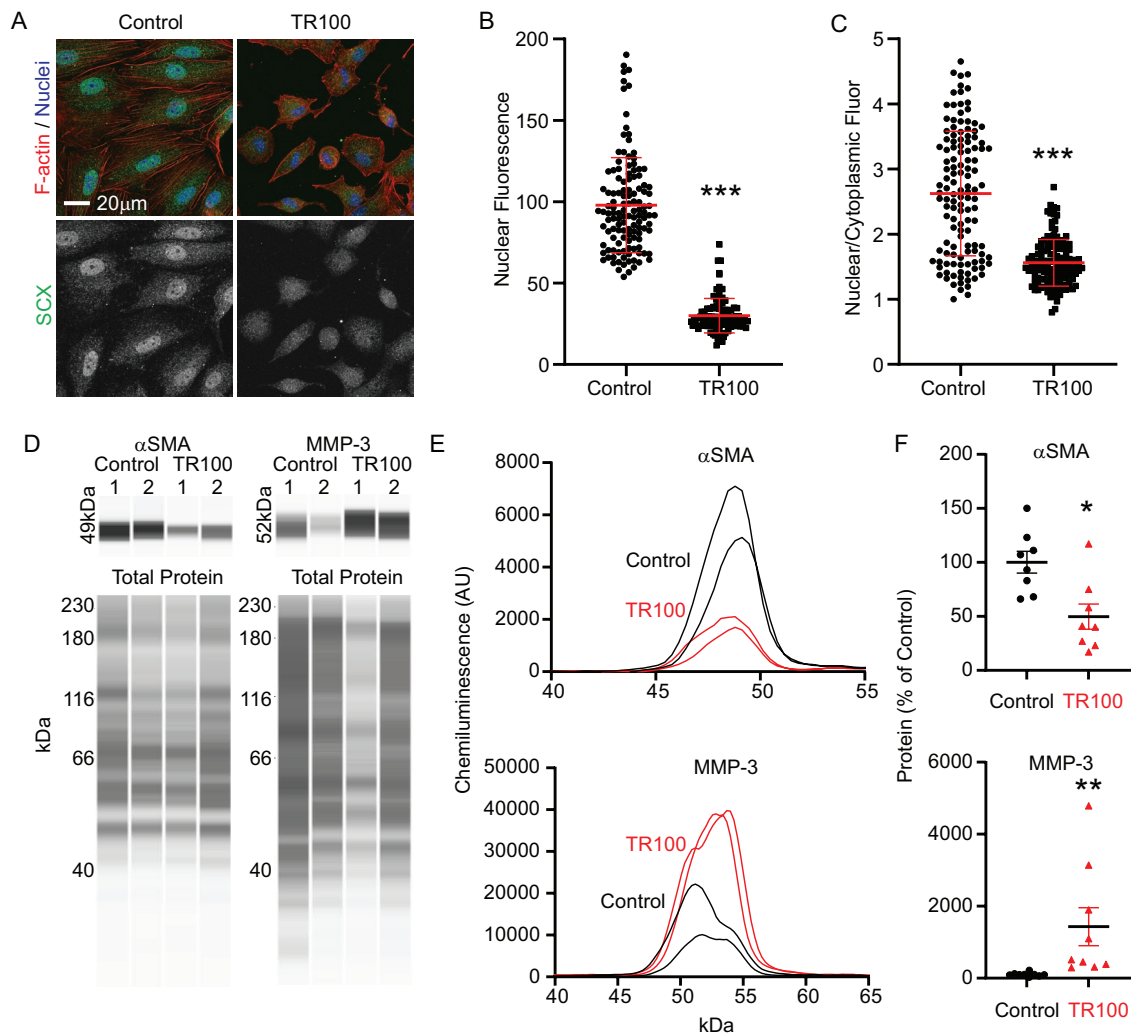 A
Control
TR100
F-actin / Nuclei
20μm
SCX
B
Nuclear Fluorescence
200
150
100
50
0
***
Control
TR100
C
Nuclear/Cytoplasmic Fluor
5
4
3
2
1
0
***
Control
TR100
D
αSMA
Control TR100
1 2 1 2
49kDa
Total Protein
230
180
116
66
40
kDa
MMP-3
Control TR100
1 2 1 2
52kDa
Total Protein
230
180
116
66
40
E
Chemiluminescence (AU)
αSMA
8000
6000
4000
2000
0
Control
TR100
40 45 50 55
MMP-3
50000
40000
30000
20000
10000
0
TR100
Control
40 45 50 55 60 65
kDa
F
Protein (% of Control)
αSMA
200
150
100
50
0
*
Control TR100
MMP-3
6000
4000
2000
0
**
Control TR100